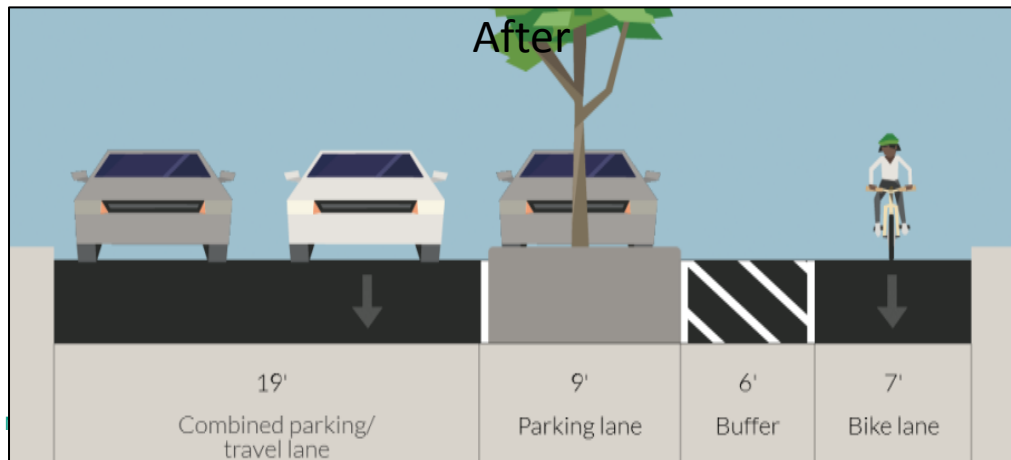 After
19'
Combined parking/
travel lane
9'
Parking lane
6'
Buffer
7'
Bike lane